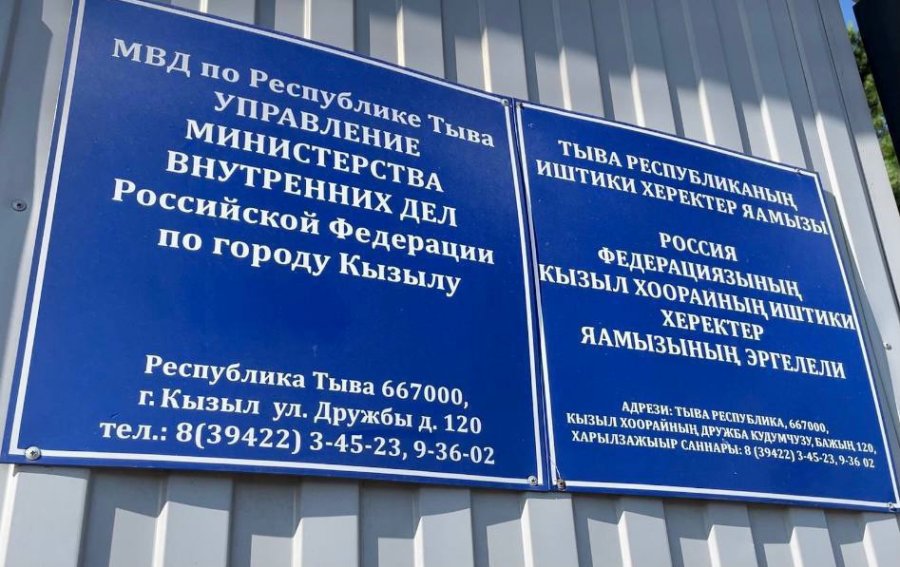 МВД по Республике Тыва
УПРАВЛЕНИЕ
МИНИСТЕРСТВА
ВНУТРЕННИХ ДЕЛ
Российской Федерации
по городу Кызылу
Республика Тыва 667000,
г. Кызыл ул. Дружбы д. 120
тел.: 8(39422) 3-45-23, 9-36-02
ТЫВА РЕСПУБЛИКАНЫҢ
ИШТИКИ ХЕРЕКТЕР ЯАМЫЗЫ
РОССИЯ
ФЕДЕРАЦИЯЗЫНЫҢ
КЫЗЫЛ ХООРАЙНЫҢ ИШТИКИ
ХЕРЕКТЕР
ЯАМЫЗЫНЫҢ ЭРГЕЛЕЛИ
АДРЕЗИ: ТЫВА РЕСПУБЛИКА, 667000,
КЫЗЫЛ ХООРАЙНЫҢ ДРУЖБА КУДУМЧУЗУ, БАЖЫҢ 120,
ХАРЫЛЗАЖЫЫР САННАРЫ: 8 (39422) 3-45-23, 9-36 02